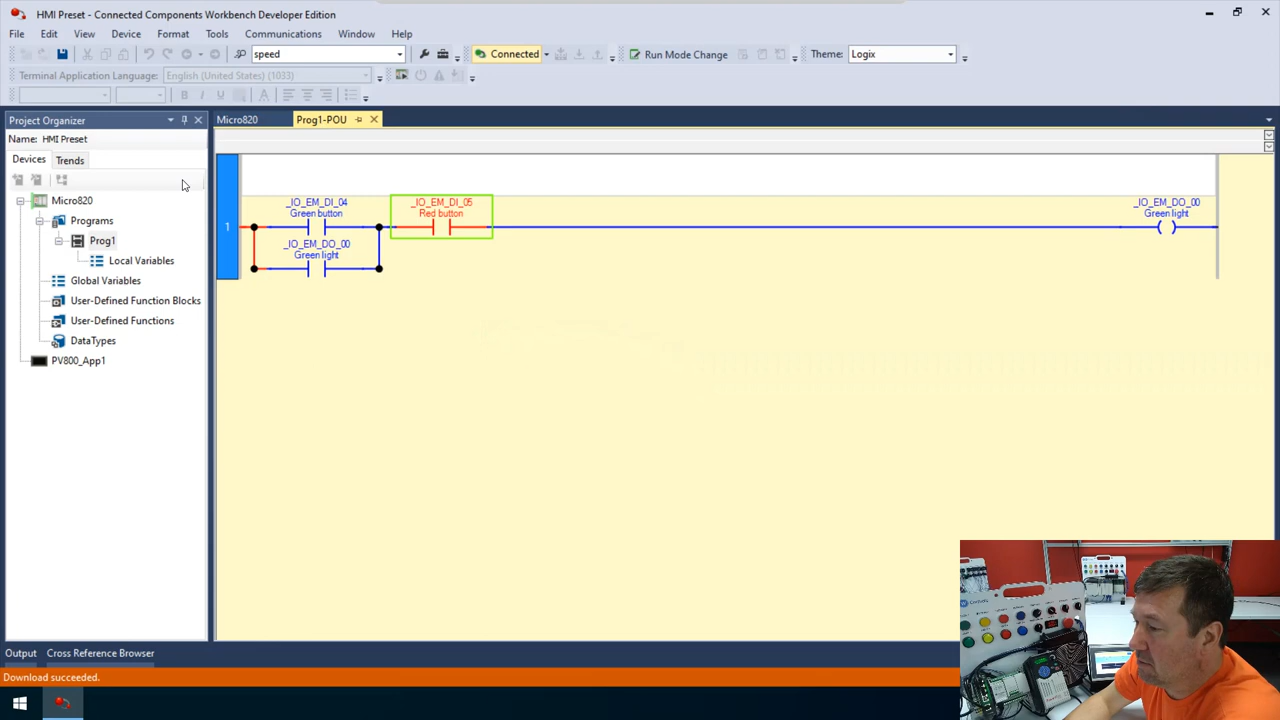 HMI Preset - Connected Components Workbench Developer Edition
File Edit View Device Format Tools Communications Window Help
speed Connected Run Mode Change Theme: Logix
Terminal Application Language: English (United States) (1033)
B I U A
Project Organizer Micro820 Prog1-POU
Name: HMI Preset
Devices Trends
Micro820
Programs
Prog1
Local Variables
Global Variables
User-Defined Function Blocks
User-Defined Functions
DataTypes
PV800_App1
1
_IO_EM_DI_04
Green button
_IO_EM_DI_05
Red button
_IO_EM_DO_00
Green light
_IO_EM_DO_00
Green light
Output Cross Reference Browser
Download succeeded.